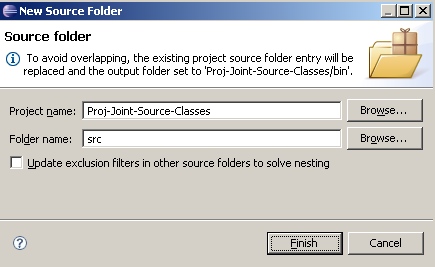 New Source Folder
Source folder
To avoid overlapping, the existing project source folder entry will be
replaced and the output folder set to 'Proj-Joint-Source-Classes/bin'.
Project name: Proj-Joint-Source-Classes Browse...
Folder name: src Browse...
Update exclusion filters in other source folders to solve nesting
? Finish Cancel